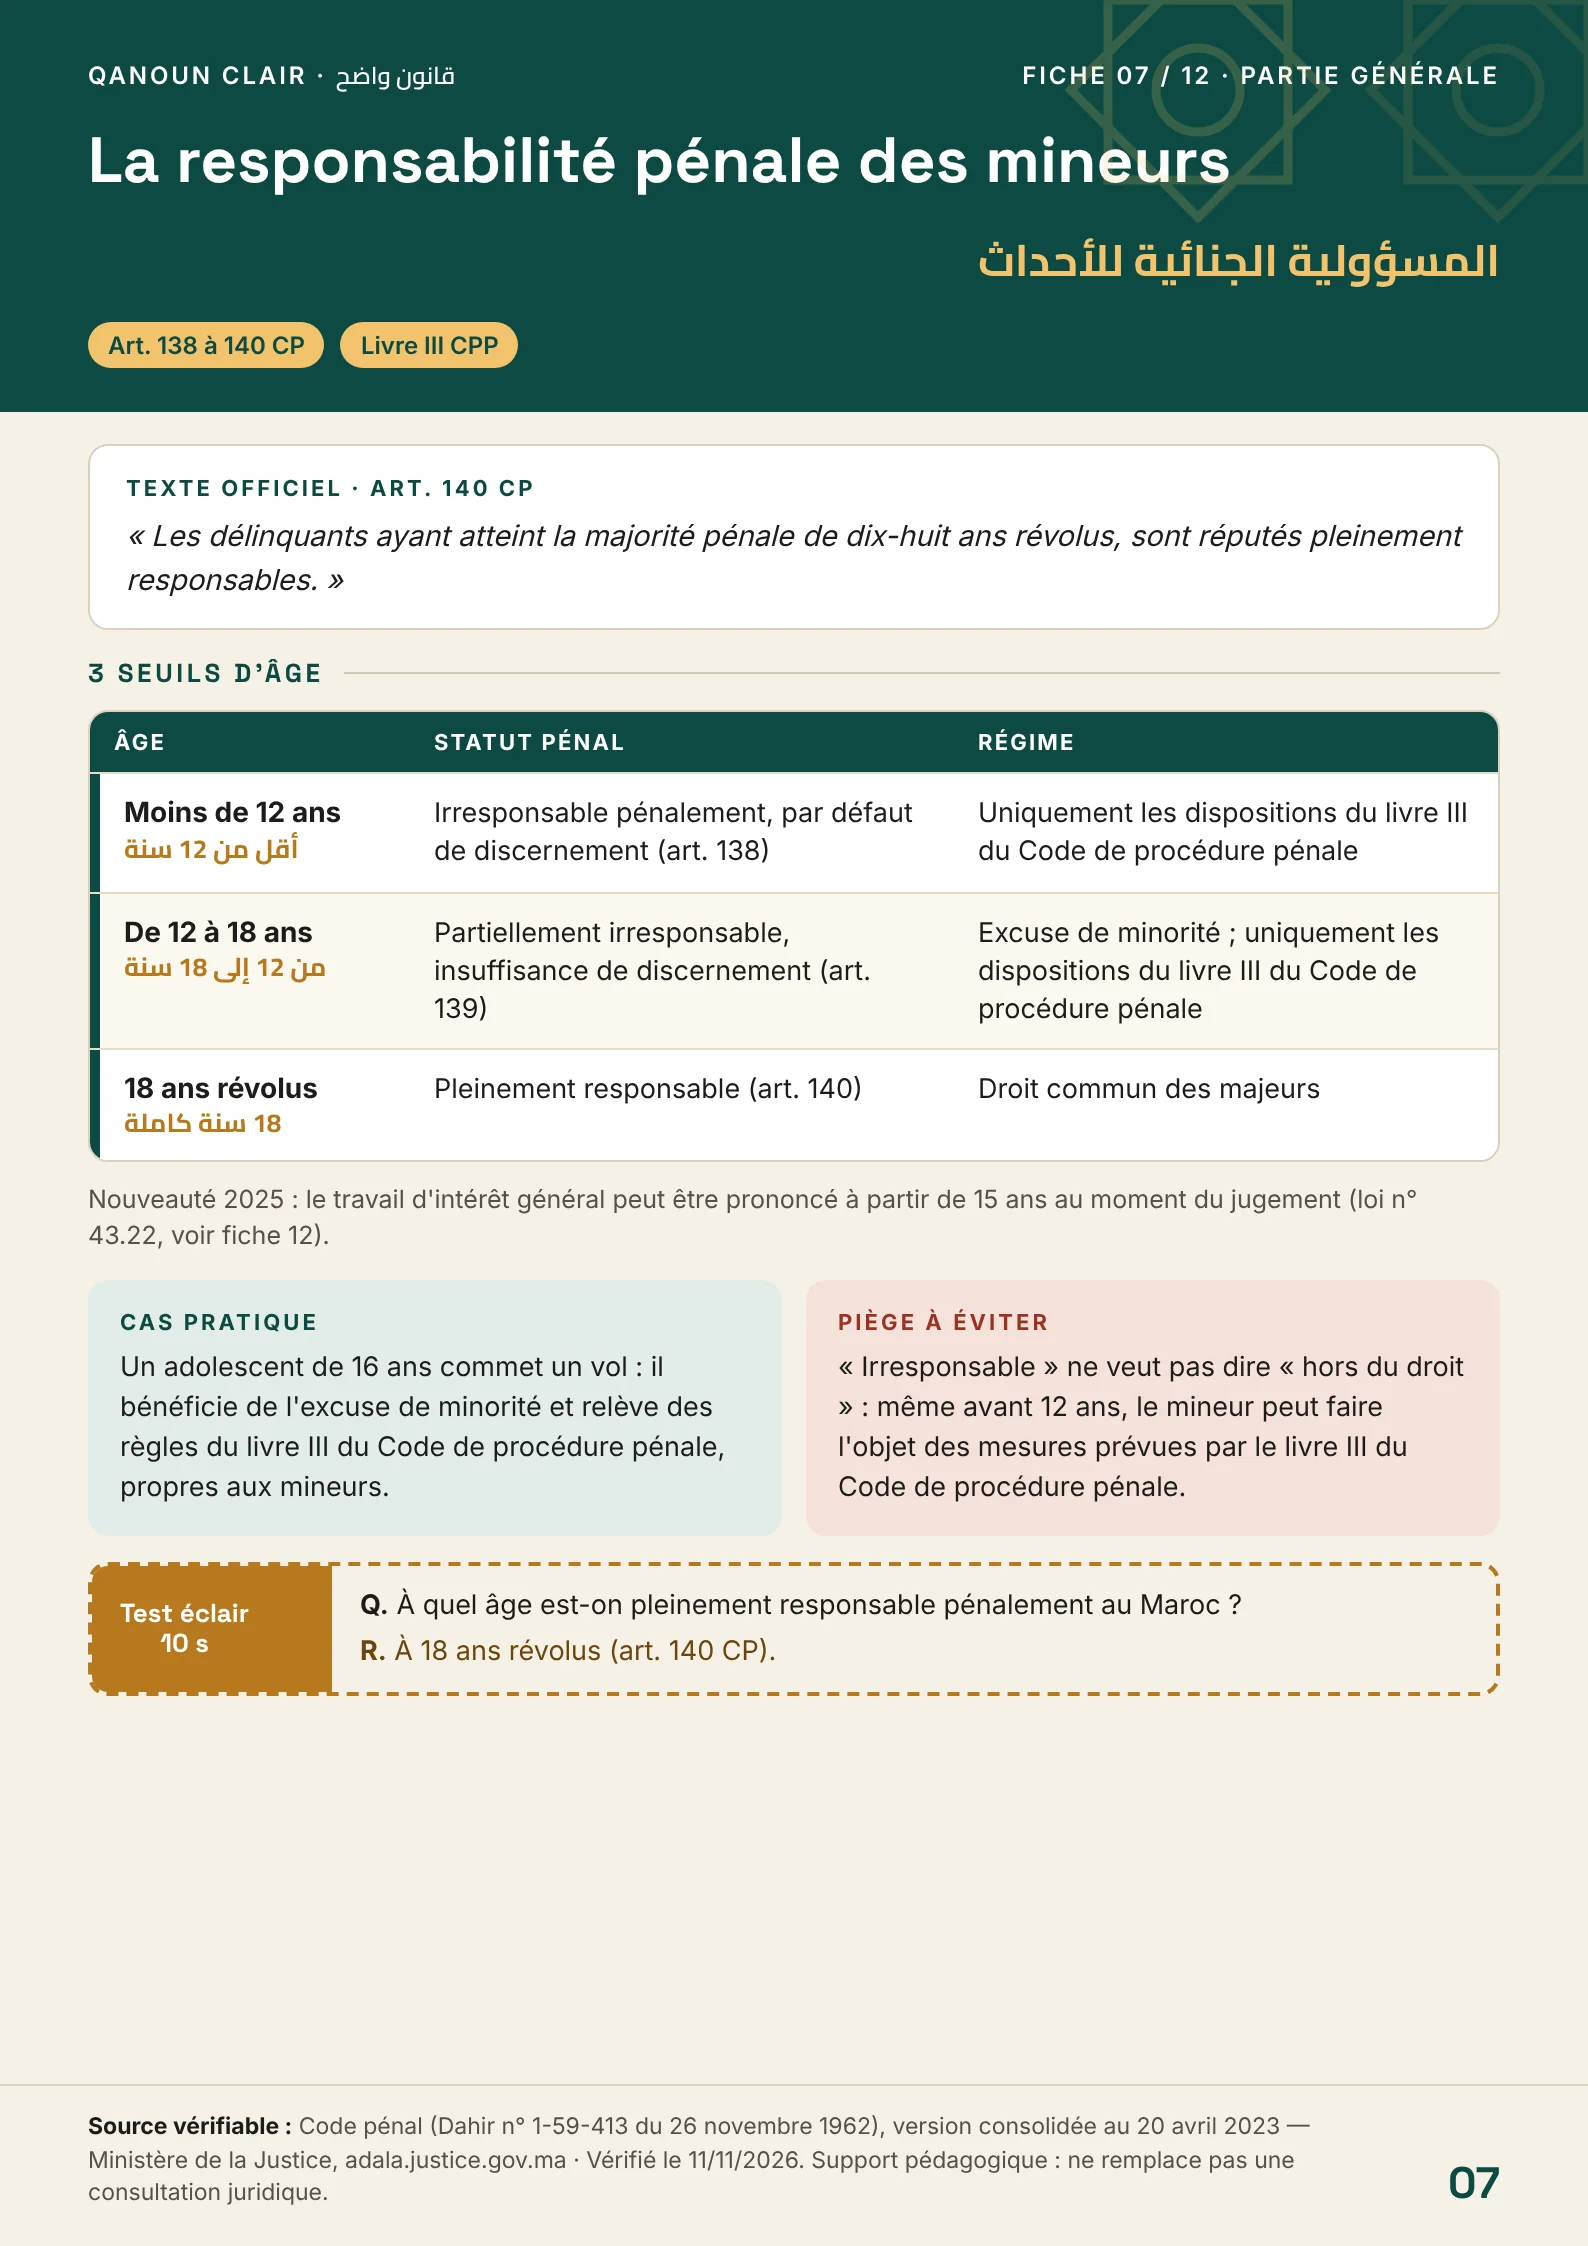 QANOUN CLAIR · قانون واضح
FICHE 07 / 12 · PARTIE GÉNÉRALE
La responsabilité pénale des mineurs
المسؤولية الجنائية للأحداث
Art. 138 à 140 CP
Livre III CPP
TEXTE OFFICIEL · ART. 140 CP
« Les délinquants ayant atteint la majorité pénale de dix-huit ans révolus, sont réputés pleinement
responsables. »
3 SEUILS D’ÂGE
ÂGE STATUT PÉNAL RÉGIME
Moins de 12 ans
أقل من 12 سنة
Irresponsable pénalement, par défaut
de discernement (art. 138)
Uniquement les dispositions du livre III
du Code de procédure pénale
De 12 à 18 ans
من 12 إلى 18 سنة
Partiellement irresponsable,
insuffisance de discernement (art.
139)
Excuse de minorité ; uniquement les
dispositions du livre III du Code de
procédure pénale
18 ans révolus
18 سنة كاملة
Pleinement responsable (art. 140)
Droit commun des majeurs
Nouveauté 2025 : le travail d'intérêt général peut être prononcé à partir de 15 ans au moment du jugement (loi n°
43.22, voir fiche 12).
CAS PRATIQUE
Un adolescent de 16 ans commet un vol : il
bénéficie de l'excuse de minorité et relève des
règles du livre III du Code de procédure pénale,
propres aux mineurs.
PIÈGE À ÉVITER
« Irresponsable » ne veut pas dire « hors du droit
» : même avant 12 ans, le mineur peut faire
l'objet des mesures prévues par le livre III du
Code de procédure pénale.
Test éclair
10 s
Q. À quel âge est-on pleinement responsable pénalement au Maroc ?
R. À 18 ans révolus (art. 140 CP).
Source vérifiable : Code pénal (Dahir n° 1-59-413 du 26 novembre 1962), version consolidée au 20 avril 2023 —
Ministère de la Justice, adala.justice.gov.ma · Vérifié le 11/11/2026. Support pédagogique : ne remplace pas une
consultation juridique.
07